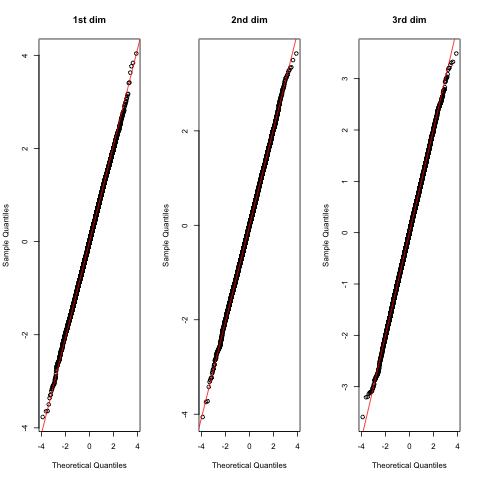 1st dim
Sample Quantiles
4
2
0
-2
-4
-4 -2 0 2 4
Theoretical Quantiles
2nd dim
Sample Quantiles
2
0
-2
-4
-4 -2 0 2 4
Theoretical Quantiles
3rd dim
Sample Quantiles
3
2
1
0
-1
-2
-3
-4 -2 0 2 4
Theoretical Quantiles